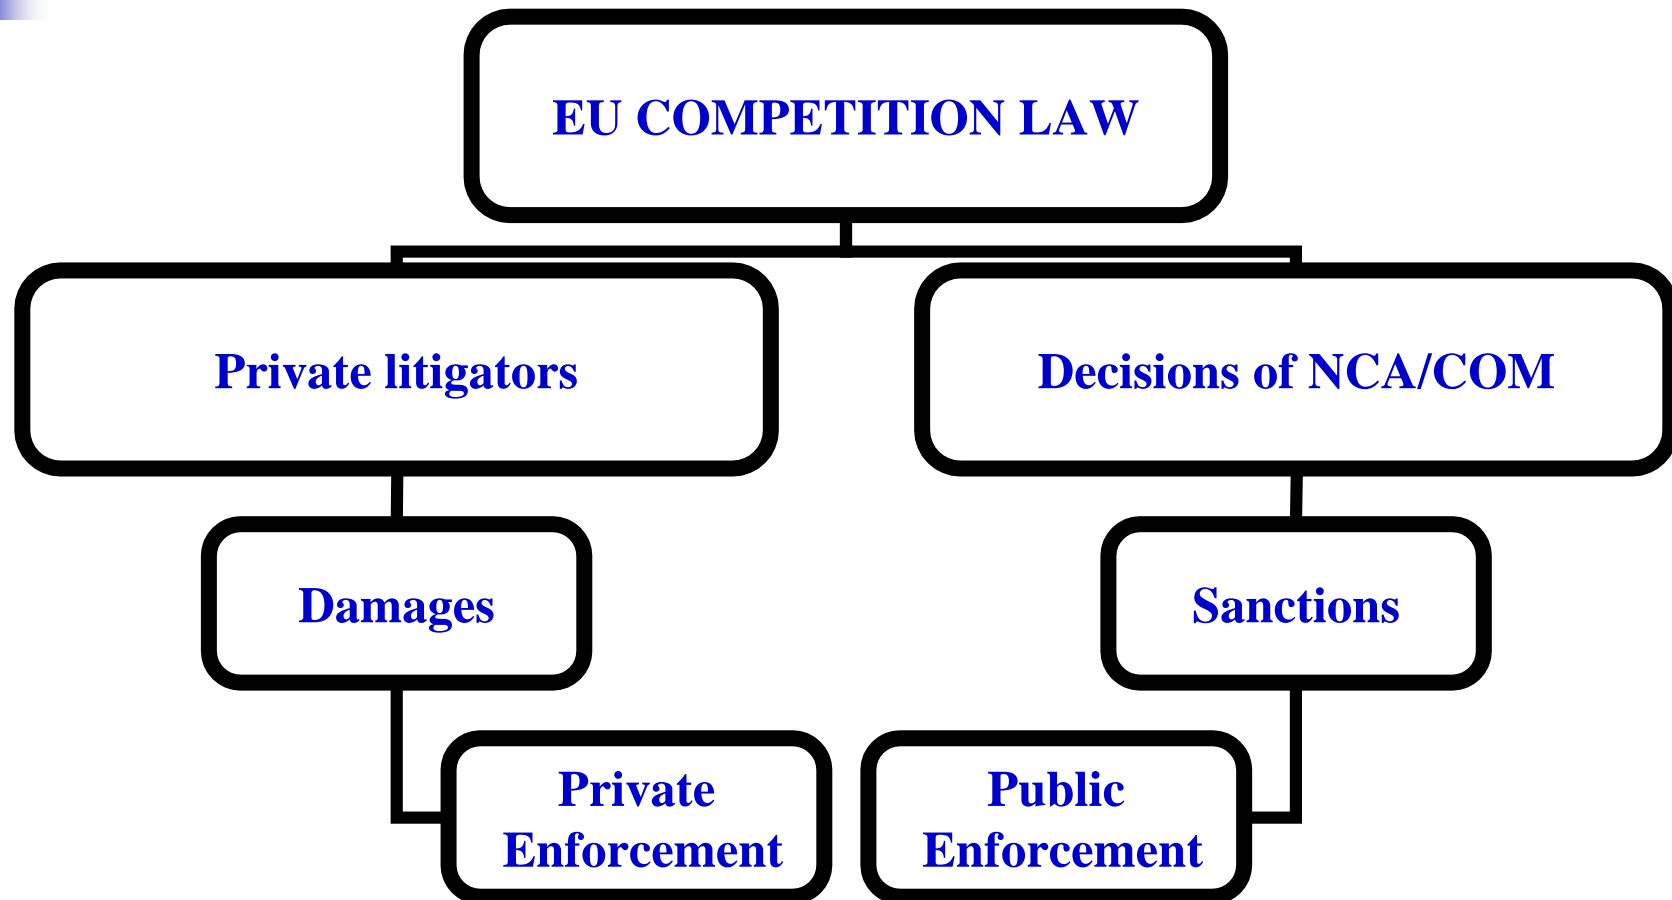 EU COMPETITION LAW
Private litigators
Decisions of NCA/COM
Damages
Sanctions
Private
Enforcement
Public
Enforcement